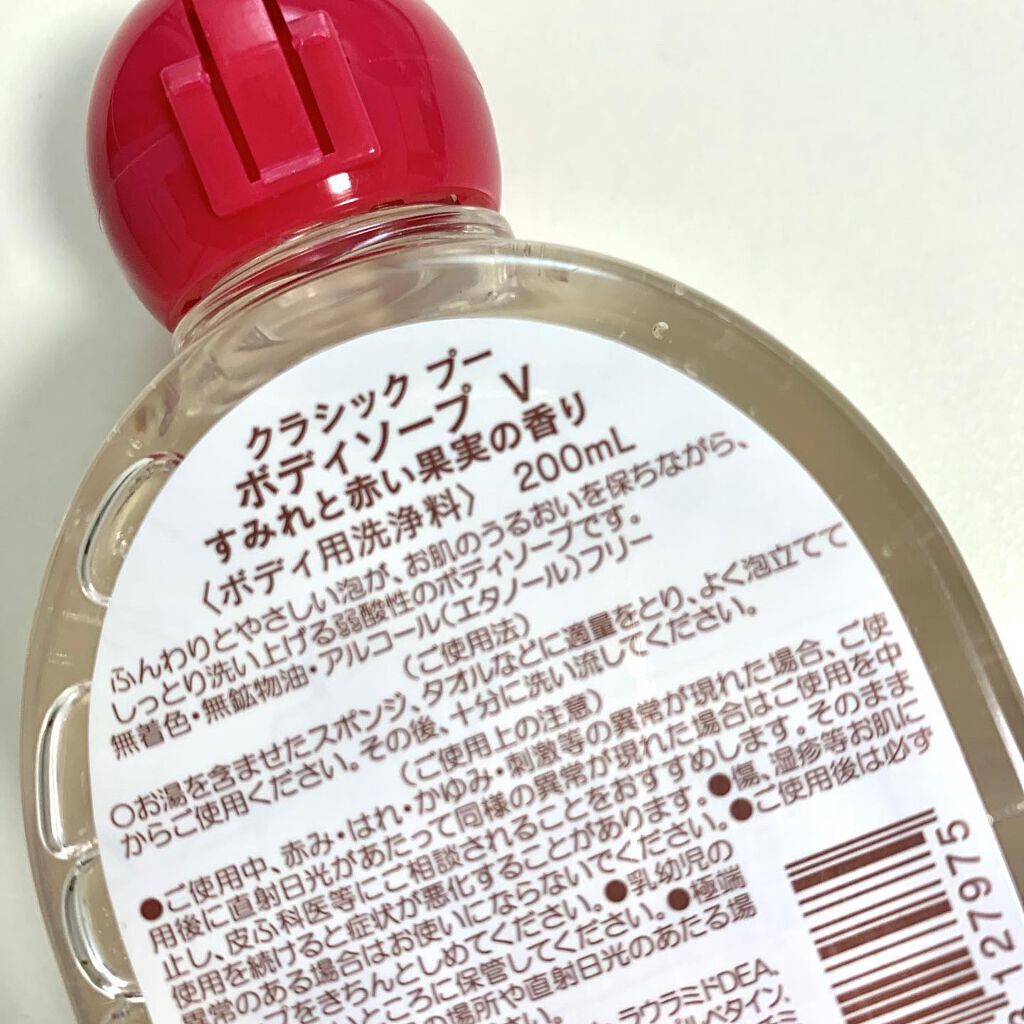 クラシック プー
ボディソープ V
すみれと赤い果実の香り
〈ボディ用洗浄料〉 200mL
ふんわりとやさしい泡が、お肌のうるおいを保ちながら、
しっとり洗い上げる弱酸性のボディソープです。
無着色・無鉱物油・アルコール(エタノール)フリー
(ご使用法)
○お湯を含ませたスポンジ、タオルなどに適量をとり、よく泡立てて
からご使用ください。その後、十分に洗い流してください。
(ご使用上の注意)
●ご使用中、赤み・はれ・かゆみ・刺激等の異常が現れた場合、ご使
用後に直射日光があたって同様の異常が現れた場合はご使用を中
止し、皮ふ科医等にご相談されることをおすすめします。そのまま
使用を続けると症状が悪化することがあります。●傷、湿疹等お肌に
異常のある場合はお使いにならないでください。●ご使用後は必ず
プをきちんとしめてください。●乳幼児の
いところに保管してください。●極端
の場所や直射日光のあたる場
さい。
ラウラミドDEA、
ルベタイン、
127975